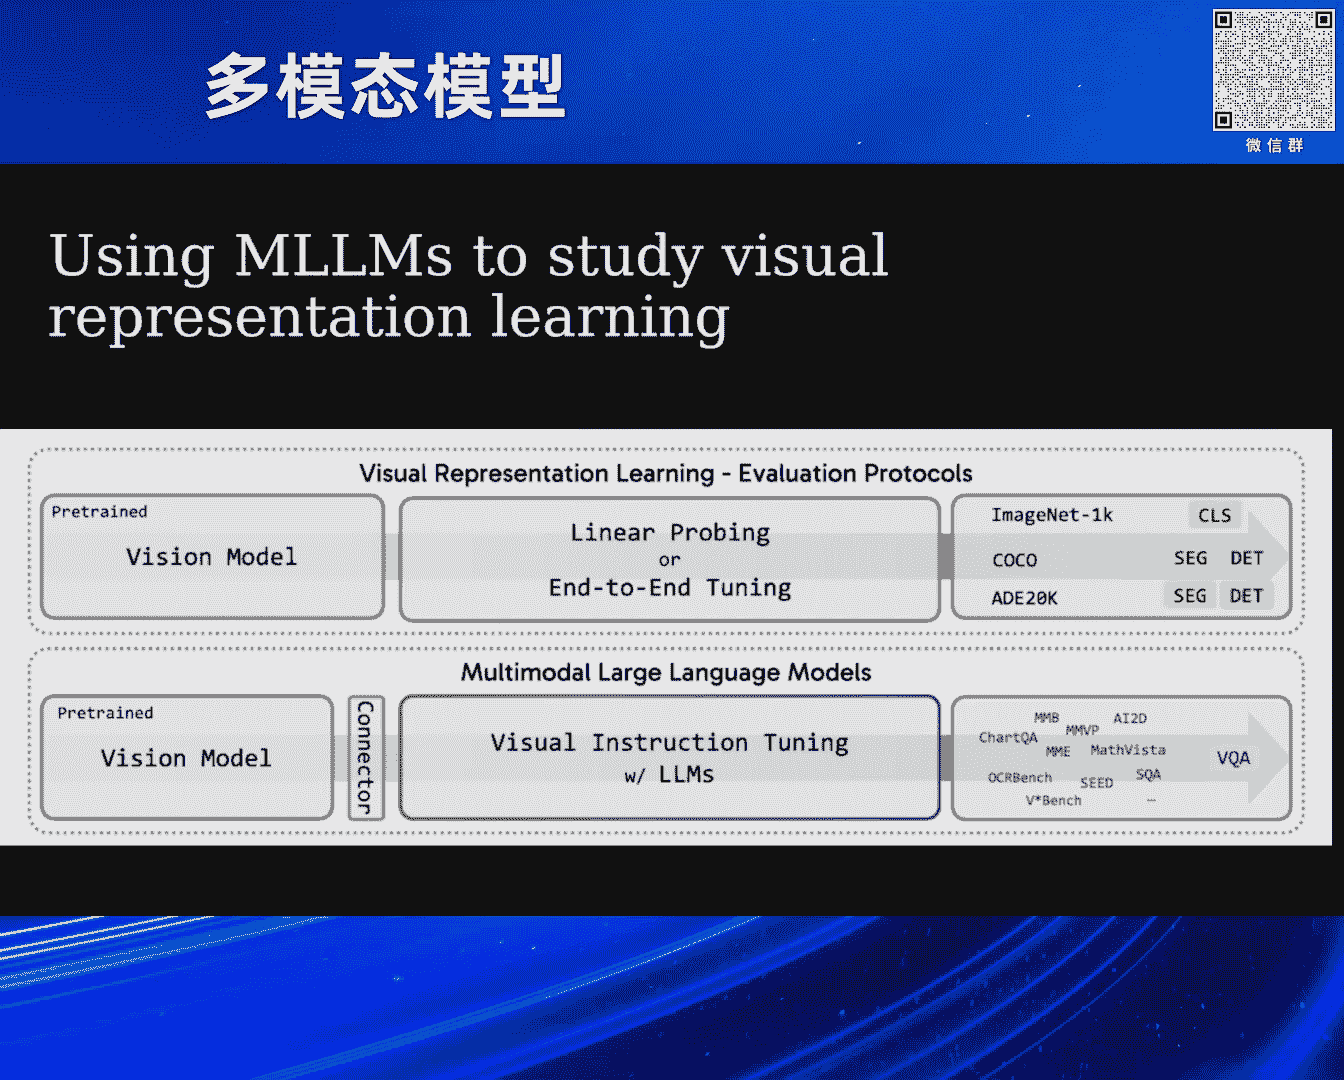 多模态模型
微信群
Using MLLMs to study visual
representation learning
Visual Representation Learning - Evaluation Protocols
Pretrained
Vision Model
Linear Probing
or
End-to-End Tuning
ImageNet-1k CLS
COCO SEG DET
ADE20K SEG DET
Multimodal Large Language Models
Pretrained
Vision Model
Connector
Visual Instruction Tuning
w/ LLMs
MMB AI2D
ChartQA MMVP
MME MathVista
OCRBench SEED SQA
V*Bench ...
VQA